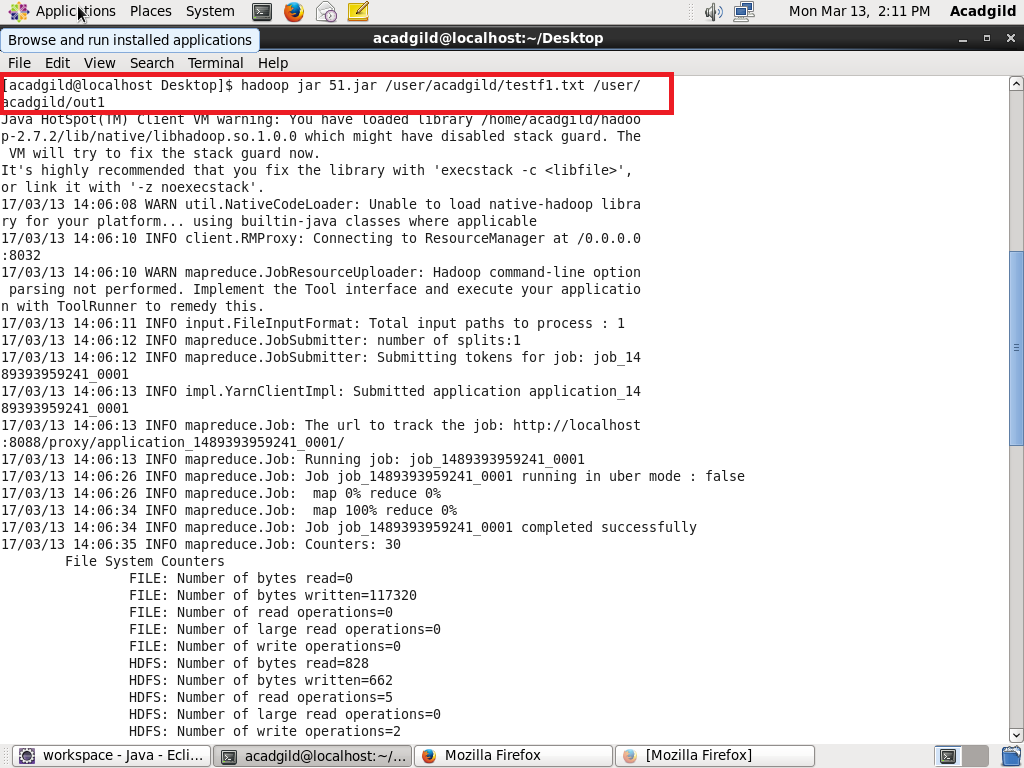 Applications Places System Mon Mar 13, 2:11 PM Acadgild
Browse and run installed applications
acadgild@localhost:~/Desktop
File Edit View Search Terminal Help
[acadgild@localhost Desktop]$ hadoop jar 51.jar /user/acadgild/testf1.txt /user/
acadgild/out1
Java HotSpot(TM) Client VM warning: You have loaded library /home/acadgild/hadoo
p-2.7.2/lib/native/libhadoop.so.1.0.0 which might have disabled stack guard. The
 VM will try to fix the stack guard now.
It's highly recommended that you fix the library with 'execstack -c <libfile>',
or link it with '-z noexecstack'.
17/03/13 14:06:08 WARN util.NativeCodeLoader: Unable to load native-hadoop libra
ry for your platform... using builtin-java classes where applicable
17/03/13 14:06:10 INFO client.RMProxy: Connecting to ResourceManager at /0.0.0.0
:8032
17/03/13 14:06:10 WARN mapreduce.JobResourceUploader: Hadoop command-line option
 parsing not performed. Implement the Tool interface and execute your applicatio
n with ToolRunner to remedy this.
17/03/13 14:06:11 INFO input.FileInputFormat: Total input paths to process : 1
17/03/13 14:06:12 INFO mapreduce.JobSubmitter: number of splits:1
17/03/13 14:06:12 INFO mapreduce.JobSubmitter: Submitting tokens for job: job_14
89393959241_0001
17/03/13 14:06:13 INFO impl.YarnClientImpl: Submitted application application_14
89393959241_0001
17/03/13 14:06:13 INFO mapreduce.Job: The url to track the job: http://localhost
:8088/proxy/application_1489393959241_0001/
17/03/13 14:06:13 INFO mapreduce.Job: Running job: job_1489393959241_0001
17/03/13 14:06:26 INFO mapreduce.Job: Job job_1489393959241_0001 running in uber mode : false
17/03/13 14:06:26 INFO mapreduce.Job:  map 0% reduce 0%
17/03/13 14:06:34 INFO mapreduce.Job:  map 100% reduce 0%
17/03/13 14:06:34 INFO mapreduce.Job: Job job_1489393959241_0001 completed successfully
17/03/13 14:06:35 INFO mapreduce.Job: Counters: 30
        File System Counters
                FILE: Number of bytes read=0
                FILE: Number of bytes written=117320
                FILE: Number of read operations=0
                FILE: Number of large read operations=0
                FILE: Number of write operations=0
                HDFS: Number of bytes read=828
                HDFS: Number of bytes written=662
                HDFS: Number of read operations=5
                HDFS: Number of large read operations=0
                HDFS: Number of write operations=2
workspace - Java - Ecli... acadgild@localhost:~/... Mozilla Firefox [Mozilla Firefox]